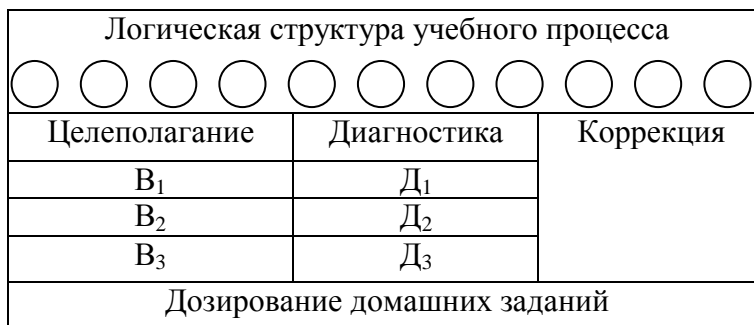 Логическая структура учебного процесса
Целеполагание Диагностика Коррекция
В₁ Д₁
В₂ Д₂
В₃ Д₃
Дозирование домашних заданий